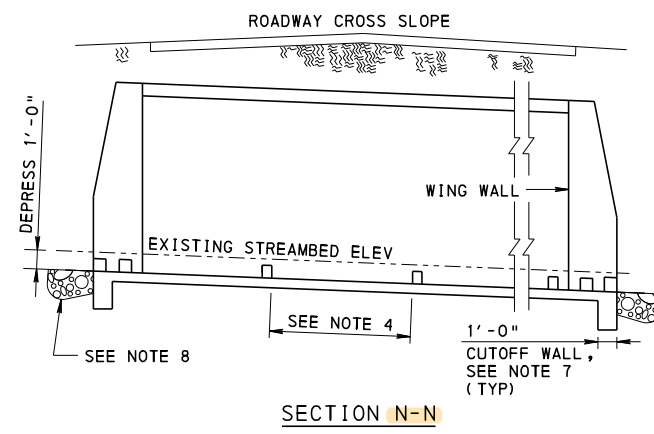 ROADWAY CROSS SLOPE
DEPRESS 1'-0"
WING WALL
EXISTING STREAMBED ELEV
SEE NOTE 4
1'-0"
CUTOFF WALL,
SEE NOTE 7
(TYP)
SEE NOTE 8
SECTION N-N